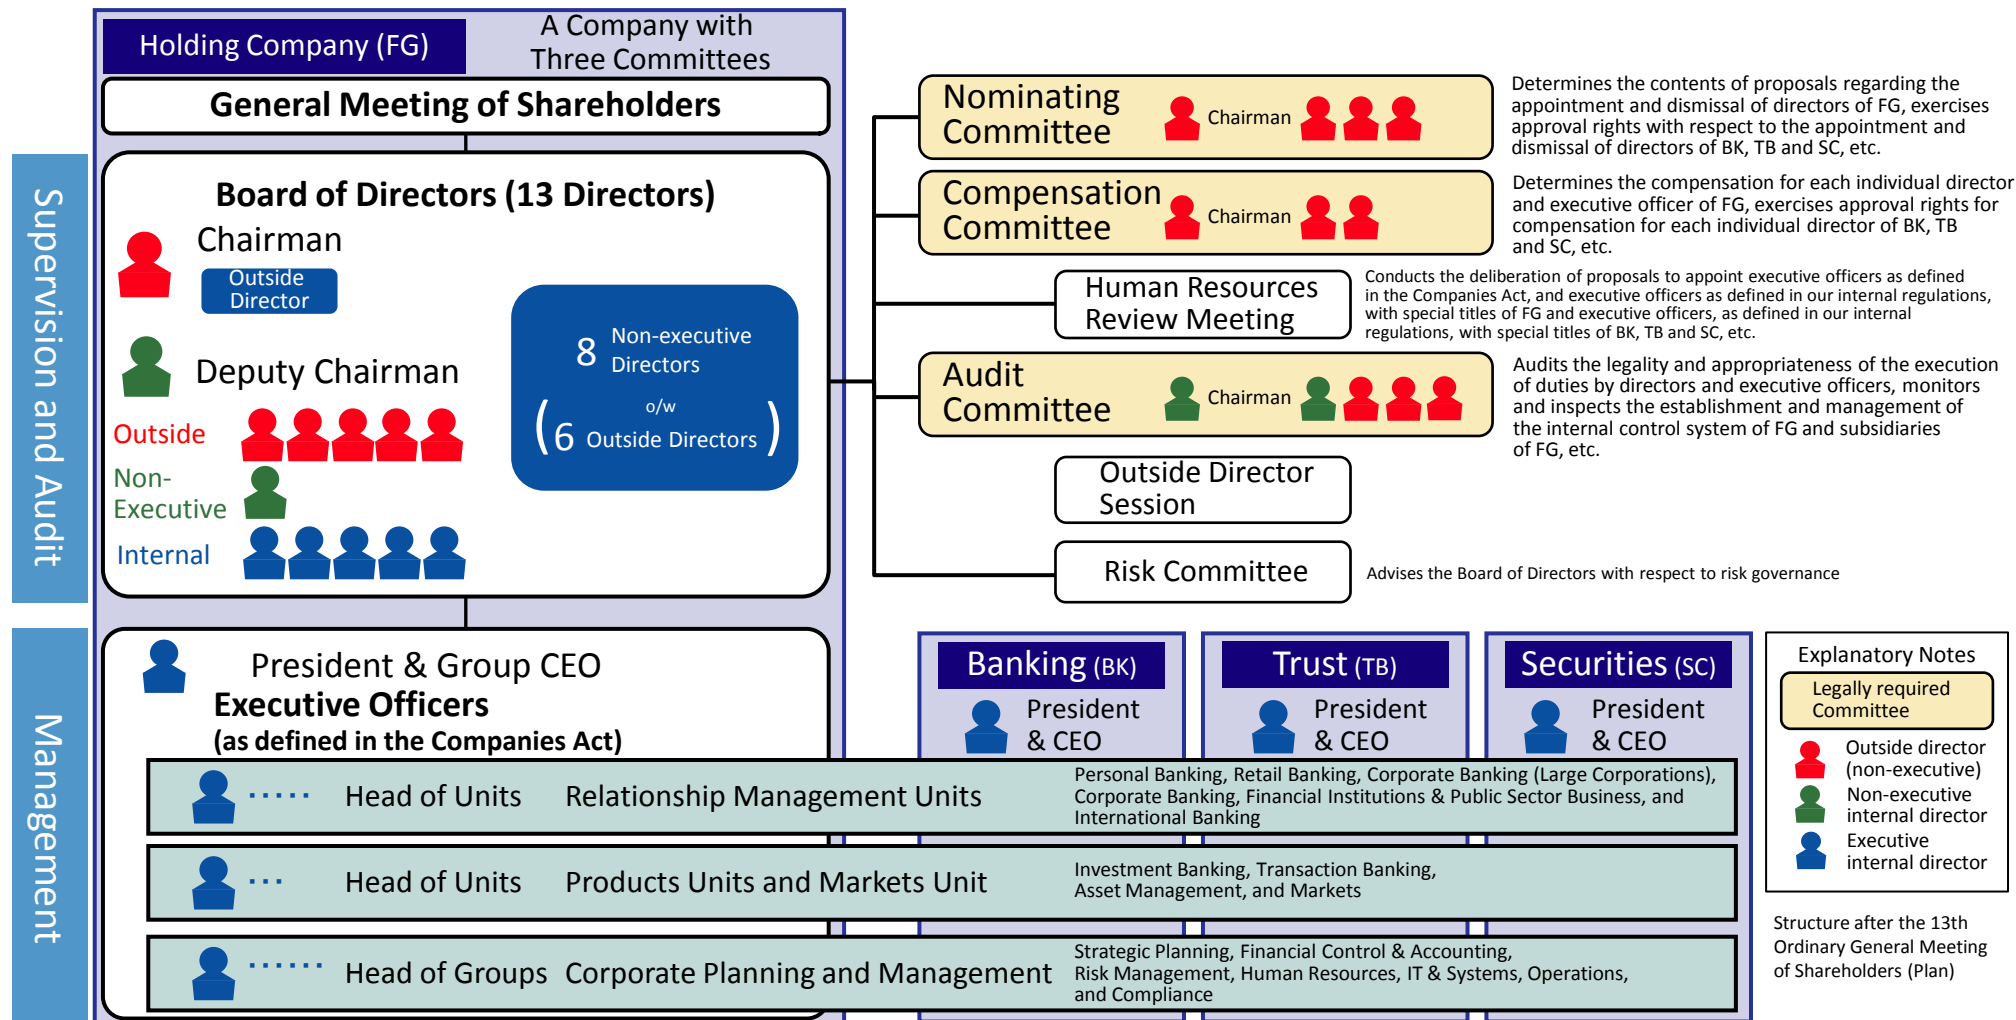 Holding Company (FG)
A Company with
Three Committees
General Meeting of Shareholders
Supervision and Audit
Board of Directors (13 Directors)
Chairman
Outside
Director
Deputy Chairman
Outside
Non-
Executive
Internal
8 Non-executive
Directors
o/w
(6 Outside Directors)
Nominating
Committee
Chairman
Determines the contents of proposals regarding the
appointment and dismissal of directors of FG, exercises
approval rights with respect to the appointment and
dismissal of directors of BK, TB and SC, etc.
Compensation
Committee
Chairman
Determines the compensation for each individual director
and executive officer of FG, exercises approval rights for
compensation for each individual director of BK, TB
and SC, etc.
Human Resources
Review Meeting
Conducts the deliberation of proposals to appoint executive officers as defined
in the Companies Act, and executive officers as defined in our internal regulations,
with special titles of FG and executive officers, as defined in our internal
regulations, with special titles of BK, TB and SC, etc.
Audit
Committee
Chairman
Audits the legality and appropriateness of the execution
of duties by directors and executive officers, monitors
and inspects the establishment and management of
the internal control system of FG and subsidiaries
of FG, etc.
Outside Director
Session
Risk Committee
Advises the Board of Directors with respect to risk governance
Management
President & Group CEO
Executive Officers
(as defined in the Companies Act)
Banking (BK)
President
& CEO
Trust (TB)
President
& CEO
Securities (SC)
President
& CEO
····· Head of Units Relationship Management Units
Personal Banking, Retail Banking, Corporate Banking (Large Corporations),
Corporate Banking, Financial Institutions & Public Sector Business, and
International Banking
··· Head of Units Products Units and Markets Unit
Investment Banking, Transaction Banking,
Asset Management, and Markets
······ Head of Groups Corporate Planning and Management
Strategic Planning, Financial Control & Accounting,
Risk Management, Human Resources, IT & Systems, Operations,
and Compliance
Explanatory Notes
Legally required
Committee
Outside director
(non-executive)
Non-executive
internal director
Executive
internal director
Structure after the 13th
Ordinary General Meeting
of Shareholders (Plan)